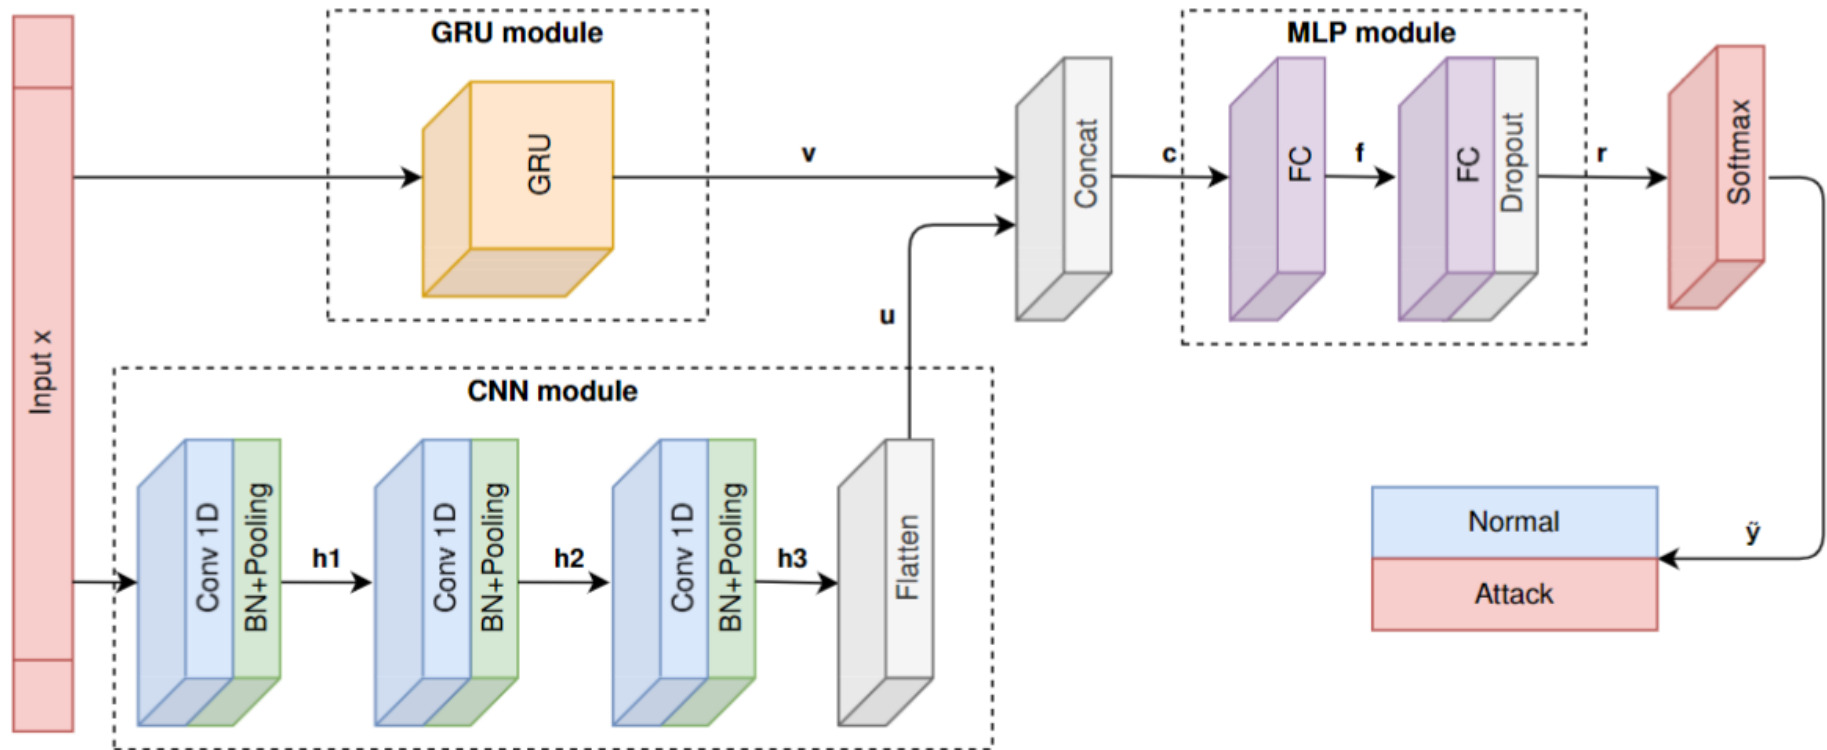 GRU module
MLP module
Input x
GRU
v
Concat
c
FC
f
FC
Dropout
r
Softmax
u
CNN module
Conv 1D
BN+Pooling
h1
Conv 1D
BN+Pooling
h2
Conv 1D
BN+Pooling
h3
Flatten
Normal
Attack
ÿ